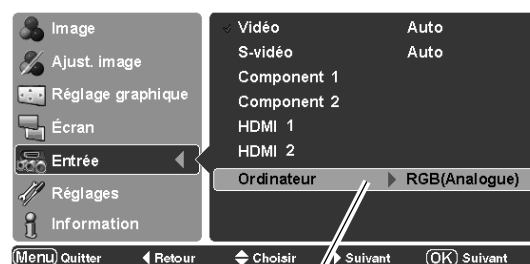 Image
Ajust. image
Réglage graphique
Écran
Entrée
Réglages
Information
Vidéo Auto
S-vidéo Auto
Component 1
Component 2
HDMI 1
HDMI 2
Ordinateur RGB(Analogue)
Menu Quitter Retour Choisir Suivant OK Suivant